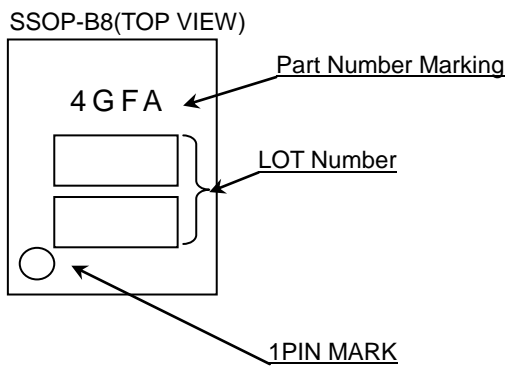 SSOP-B8(TOP VIEW)
Part Number Marking
4GFA
LOT Number
1PIN MARK